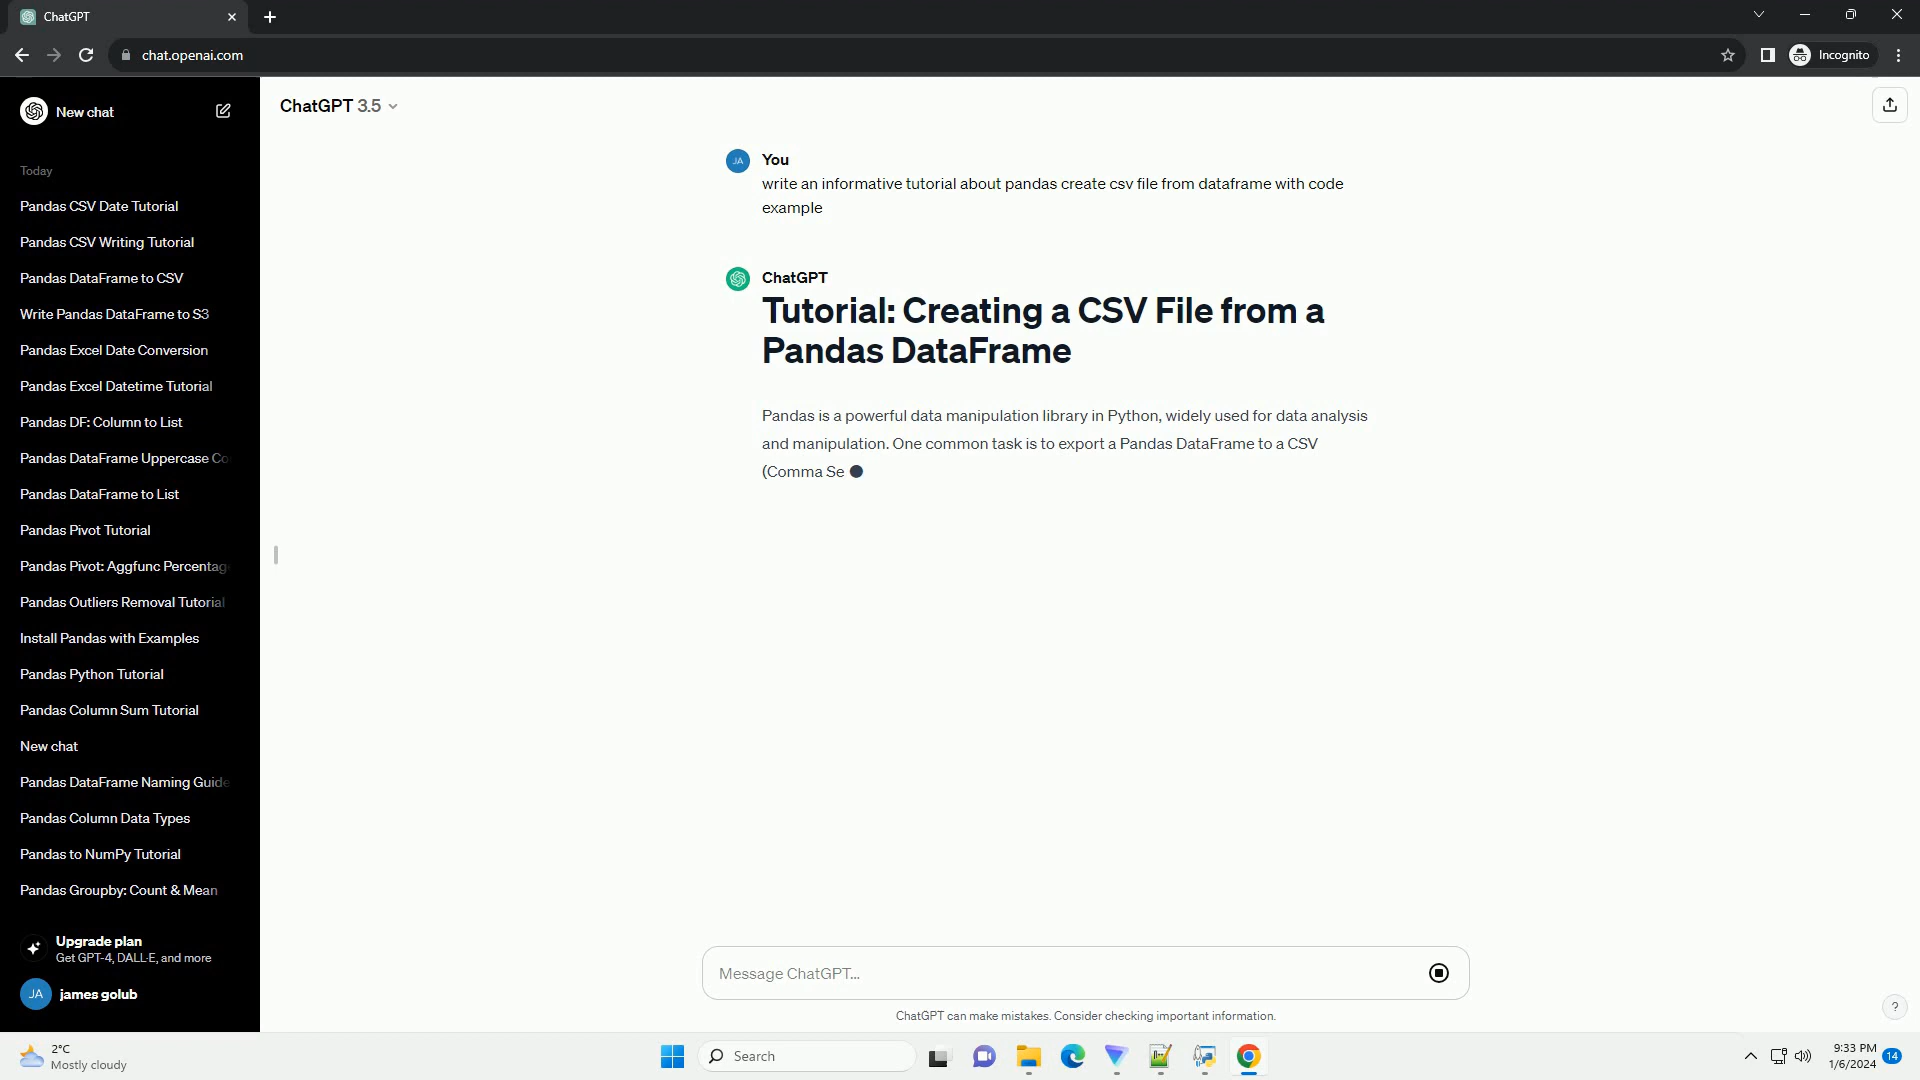 ChatGPT
chat.openai.com
Incognito
New chat
Today
Pandas CSV Date Tutorial
Pandas CSV Writing Tutorial
Pandas DataFrame to CSV
Write Pandas DataFrame to S3
Pandas Excel Date Conversion
Pandas Excel Datetime Tutorial
Pandas DF: Column to List
Pandas DataFrame Uppercase Co
Pandas DataFrame to List
Pandas Pivot Tutorial
Pandas Pivot: Aggfunc Percentag
Pandas Outliers Removal Tutorial
Install Pandas with Examples
Pandas Python Tutorial
Pandas Column Sum Tutorial
New chat
Pandas DataFrame Naming Guide
Pandas Column Data Types
Pandas to NumPy Tutorial
Pandas Groupby: Count & Mean
Upgrade plan
Get GPT-4, DALL·E, and more
JA james golub
ChatGPT 3.5
JA You
write an informative tutorial about pandas create csv file from dataframe with code
example
ChatGPT
Tutorial: Creating a CSV File from a
Pandas DataFrame
Pandas is a powerful data manipulation library in Python, widely used for data analysis
and manipulation. One common task is to export a Pandas DataFrame to a CSV
(Comma Se
Message ChatGPT...
ChatGPT can make mistakes. Consider checking important information.
?
2°C
Mostly cloudy
Search
9:33 PM
1/6/2024
14